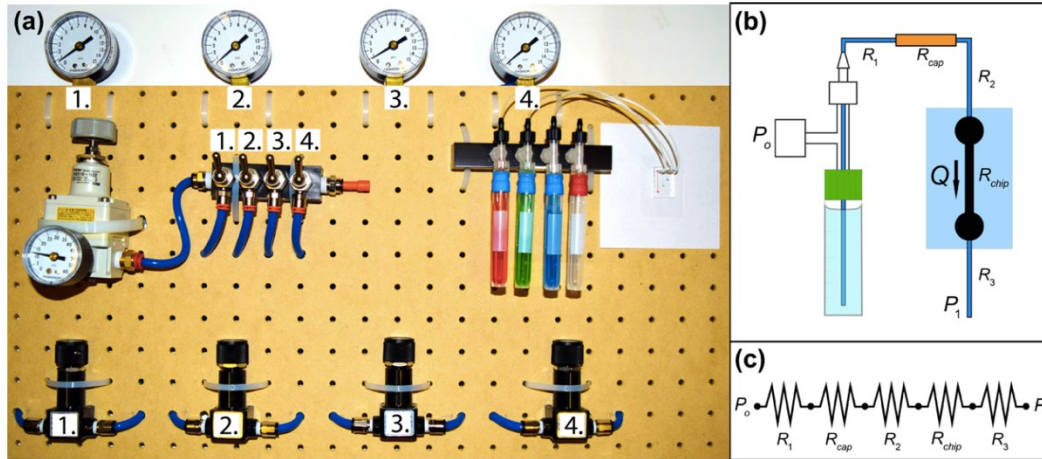 (a)
1.
2.
3.
4.
1.
2.
3.
4.
1.
2.
3.
4.
(b)
R1
Rcap
R2
Po
Q
Rchip
R3
P1
(c)
Po
R1
Rcap
R2
Rchip
R3